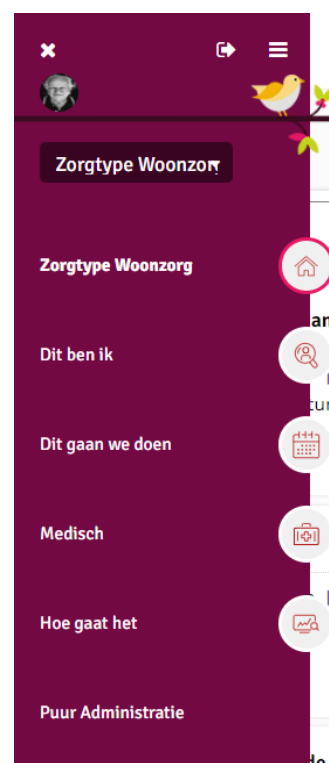 Zorgtype Woonzorg
Zorgtype Woonzorg
Dit ben ik
Dit gaan we doen
Medisch
Hoe gaat het
Puur Administratie